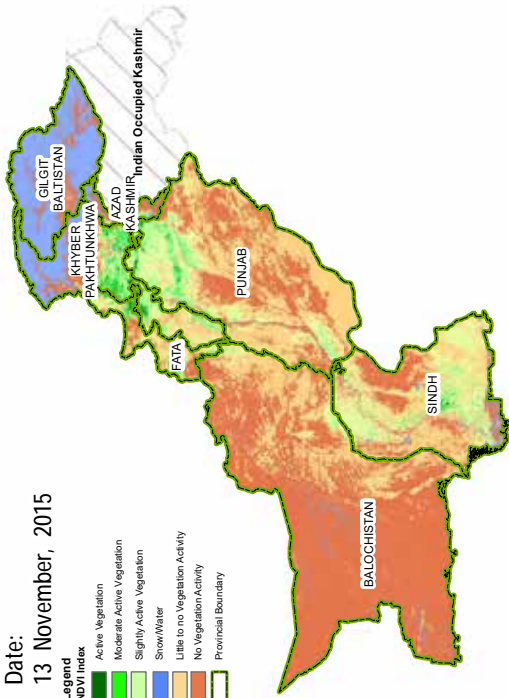 Date:
13 November, 2015
Legend
NDVI Index
Active Vegetation
Moderate Active Vegetation
Slightly Active Vegetation
Snow/Water
Little to no Vegetation Activity
No Vegetation Activity
Provincial Boundary
GILGIT
BALTISTAN
KHYBER
PAKHTUNKHWA
AZAD
KASHMIR
Indian Occupied Kashmir
FATA
PUNJAB
BALOCHISTAN
SINDH